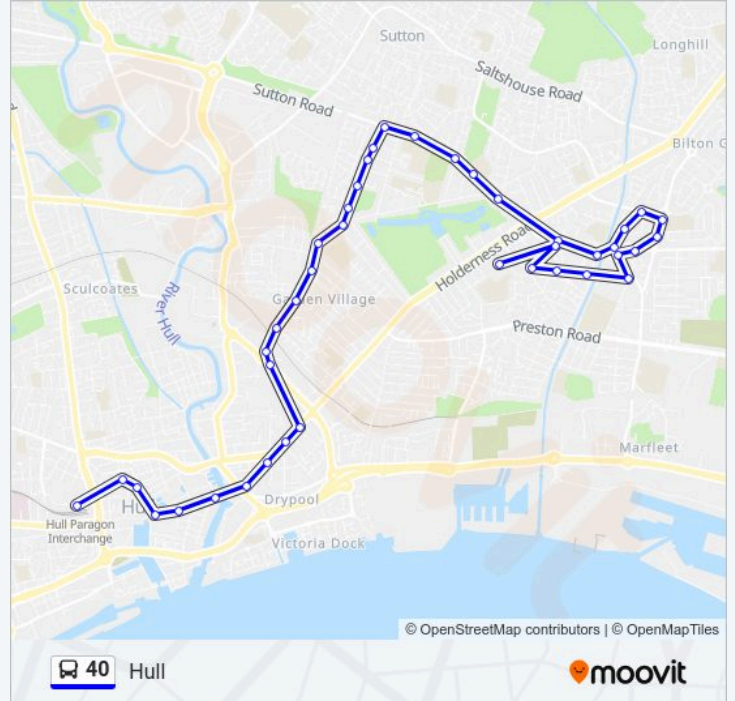 Sutton
Longhill
Saltshouse Road
Sutton Road
Holderness Road
Sculcoates
River Hull
Garden Village
Preston Road
Marfleet
Drypool
Hull Paragon
Interchange
Victoria Dock
© OpenStreetMap contributors | © OpenMapTiles
40 Hull
moovit